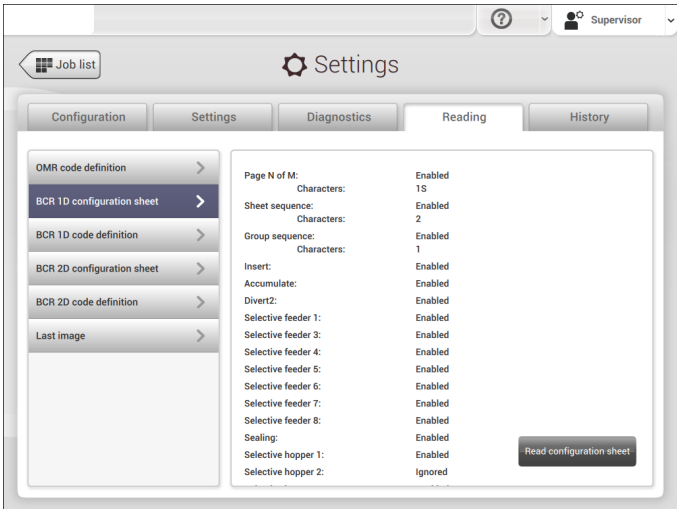 ? Supervisor
Job list Settings
Configuration Settings Diagnostics Reading History
OMR code definition
BCR 1D configuration sheet
BCR 1D code definition
BCR 2D configuration sheet
BCR 2D code definition
Last image
Page N of M: Enabled
Characters: 1S
Sheet sequence: Enabled
Characters: 2
Group sequence: Enabled
Characters: 1
Insert: Enabled
Accumulate: Enabled
Divert2: Enabled
Selective feeder 1: Enabled
Selective feeder 3: Enabled
Selective feeder 4: Enabled
Selective feeder 5: Enabled
Selective feeder 6: Enabled
Selective feeder 7: Enabled
Selective feeder 8: Enabled
Sealing: Enabled
Selective hopper 1: Enabled
Selective hopper 2: Ignored
Read configuration sheet